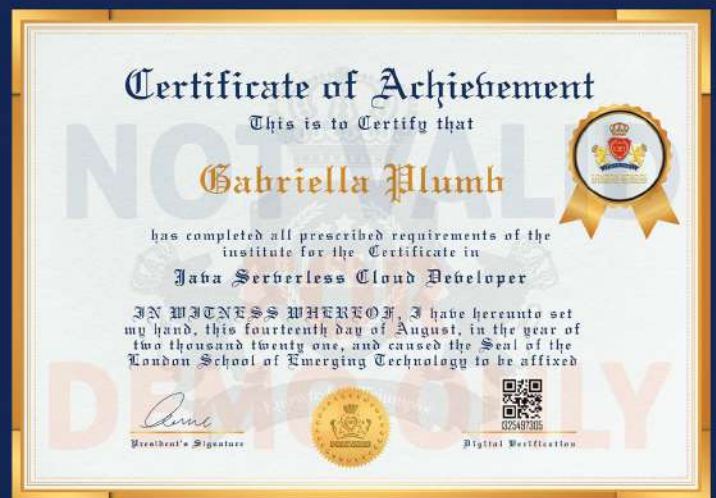 Certificate of Achievement
This is to Certify that
Gabriella Plumb
has completed all prescribed requirements of the
institute for the Certificate in
Java Serverless Cloud Developer
IN WITNESS WHEREOF, I have hereunto set
my hand, this fourteenth day of August, in the year of
two thousand twenty one, and caused the Seal of the
London School of Emerging Technology to be affixed
NOT VALID
DEMO ONLY
1325497305
President's Signature
Digital Verification